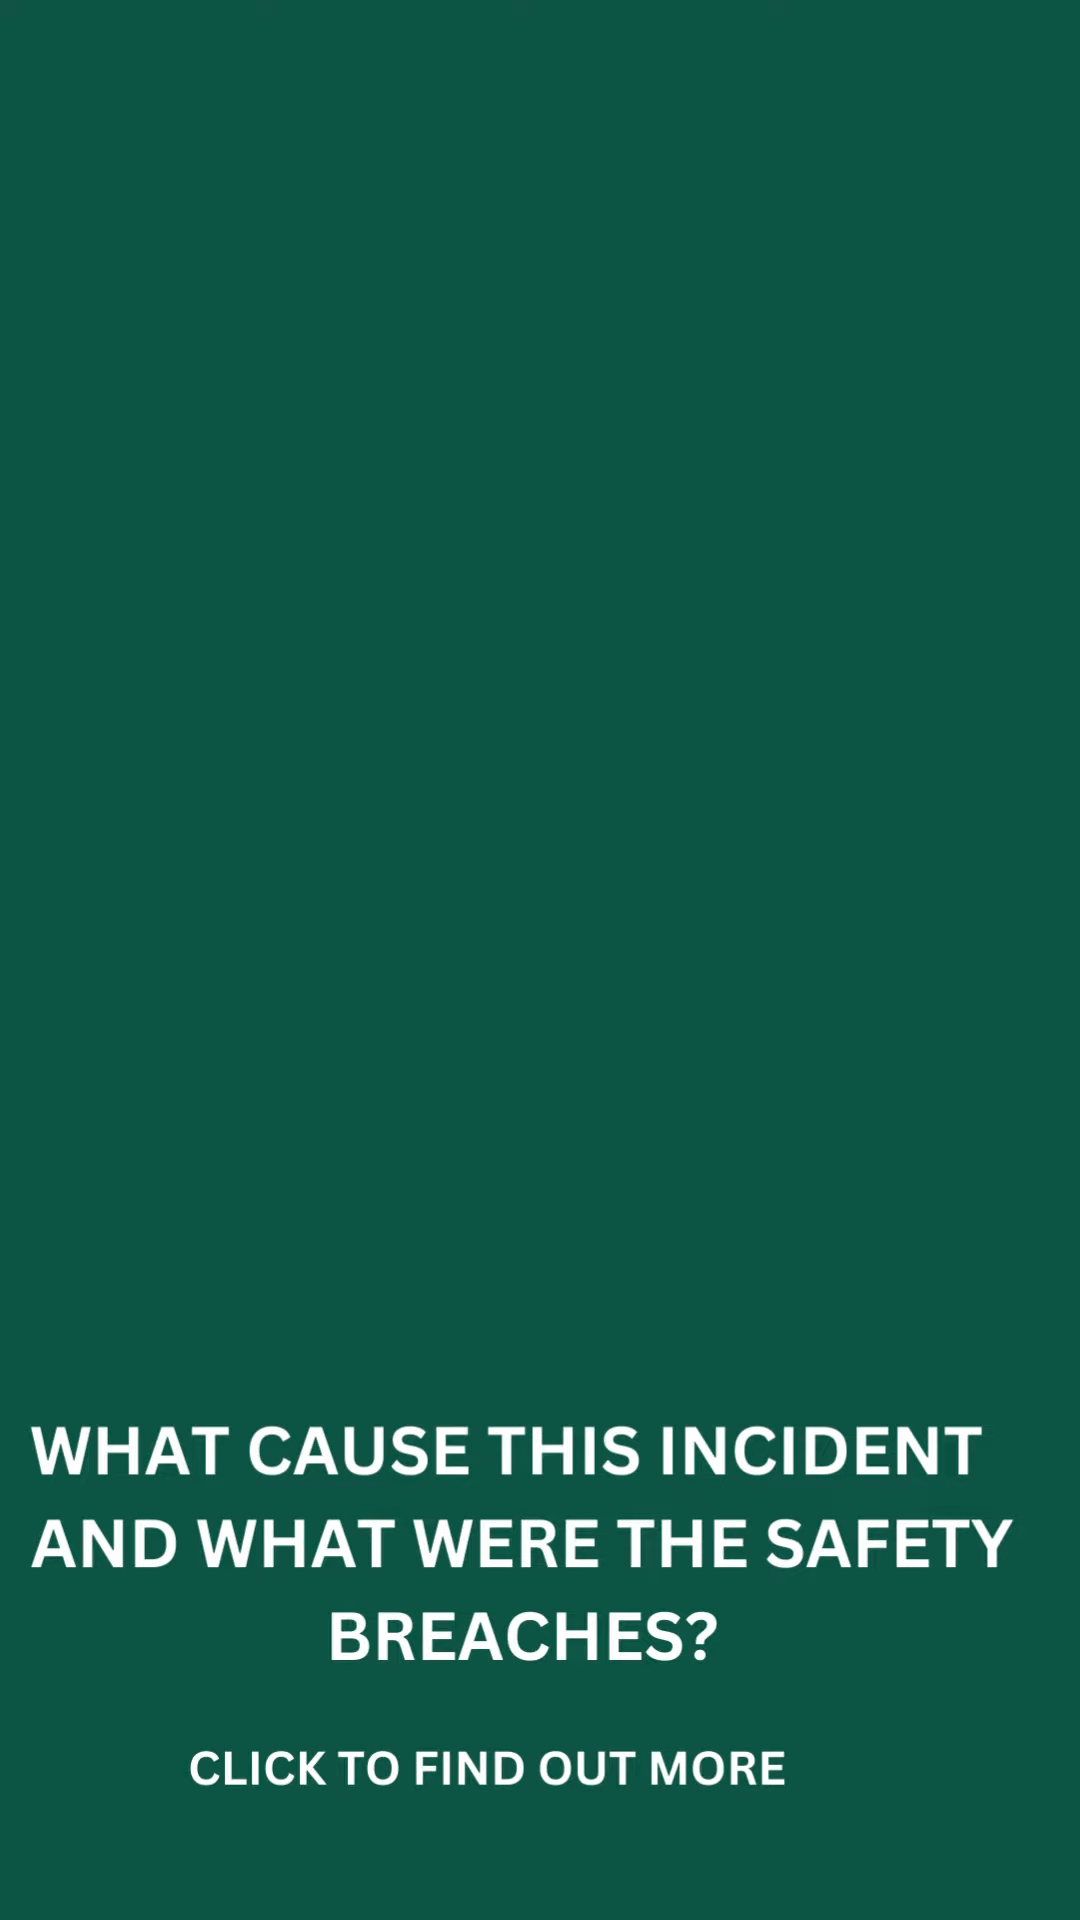 WHAT CAUSE THIS INCIDENT
AND WHAT WERE THE SAFETY
BREACHES?
CLICK TO FIND OUT MORE